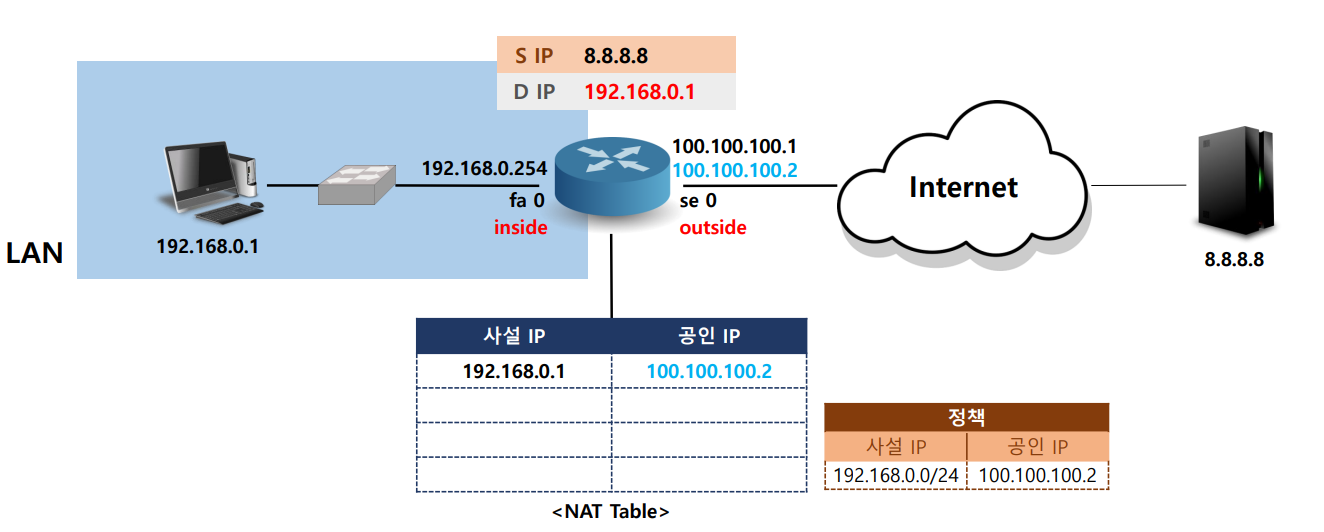 S IP 8.8.8.8
D IP 192.168.0.1
100.100.100.1
192.168.0.254
100.100.100.2
fa 0
se 0
inside
outside
Internet
192.168.0.1
LAN
8.8.8.8
사설 IP 공인 IP
192.168.0.1 100.100.100.2
정책
사설 IP 공인 IP
192.168.0.0/24 100.100.100.2
<NAT Table>